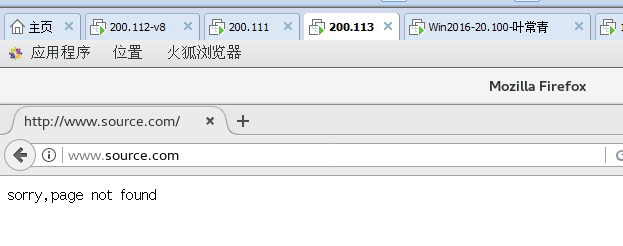 主页 200.112-v8 200.111 200.113 Win2016-20.100-叶常青
应用程序 位置 火狐浏览器
Mozilla Firefox
http://www.source.com/
www.source.com
sorry,page not found